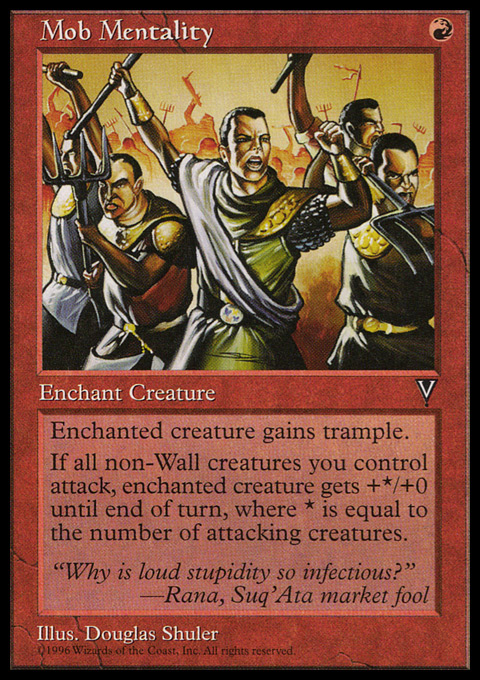 Mob Mentality
Enchant Creature
Enchanted creature gains trample.
If all non-Wall creatures you control
attack, enchanted creature gets +*/+0
until end of turn, where * is equal to
the number of attacking creatures.
"Why is loud stupidity so infectious?"
—Rana, Suq'Ata market fool
Illus. Douglas Shuler
©1996 Wizards of the Coast, Inc. All rights reserved.